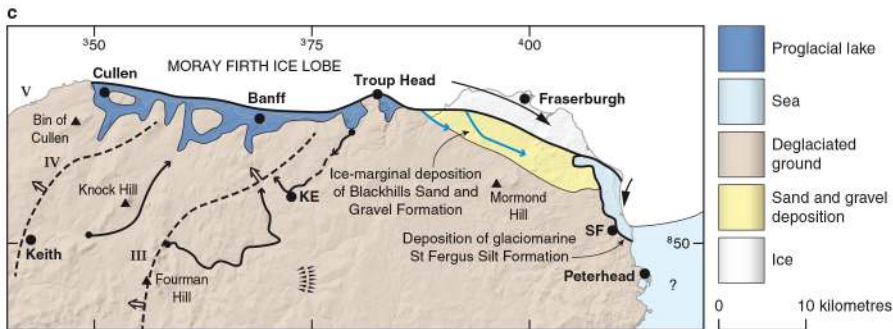 c
³50
³75
⁴00
Cullen
MORAY FIRTH ICE LOBE
Troup Head
V
Banff
Fraserburgh
Bin of
Cullen
IV
Ice-marginal deposition
of Blackhills Sand and
Gravel Formation
Knock Hill
KE
Mormond
Hill
Keith
III
SF
⁸50
Deposition of glaciomarine
St Fergus Silt Formation
Fourman
Hill
Peterhead
?
Proglacial lake
Sea
Deglaciated
ground
Sand and gravel
deposition
Ice
0
10 kilometres